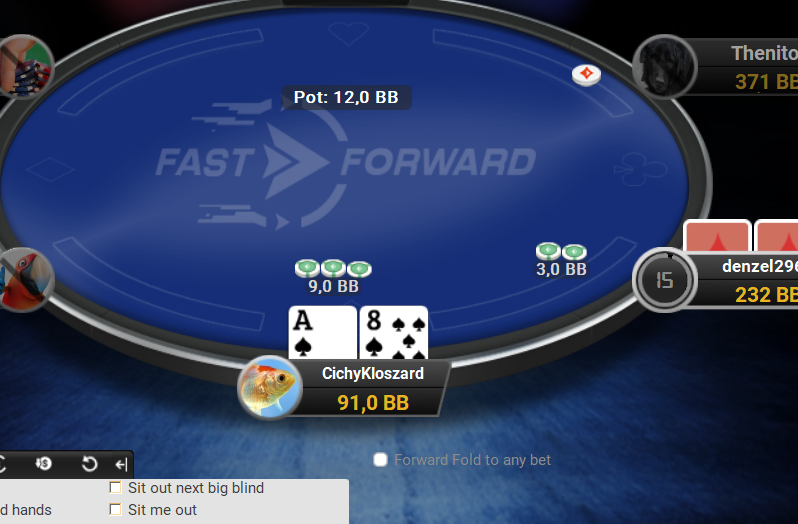 Thenito
371 BB
Pot: 12,0 BB
FAST FORWARD
9,0 BB
3,0 BB
15
denzel296
232 BB
A 8
CichyKloszard
91,0 BB
Forward Fold to any bet
Sit out next big blind
d hands
Sit me out